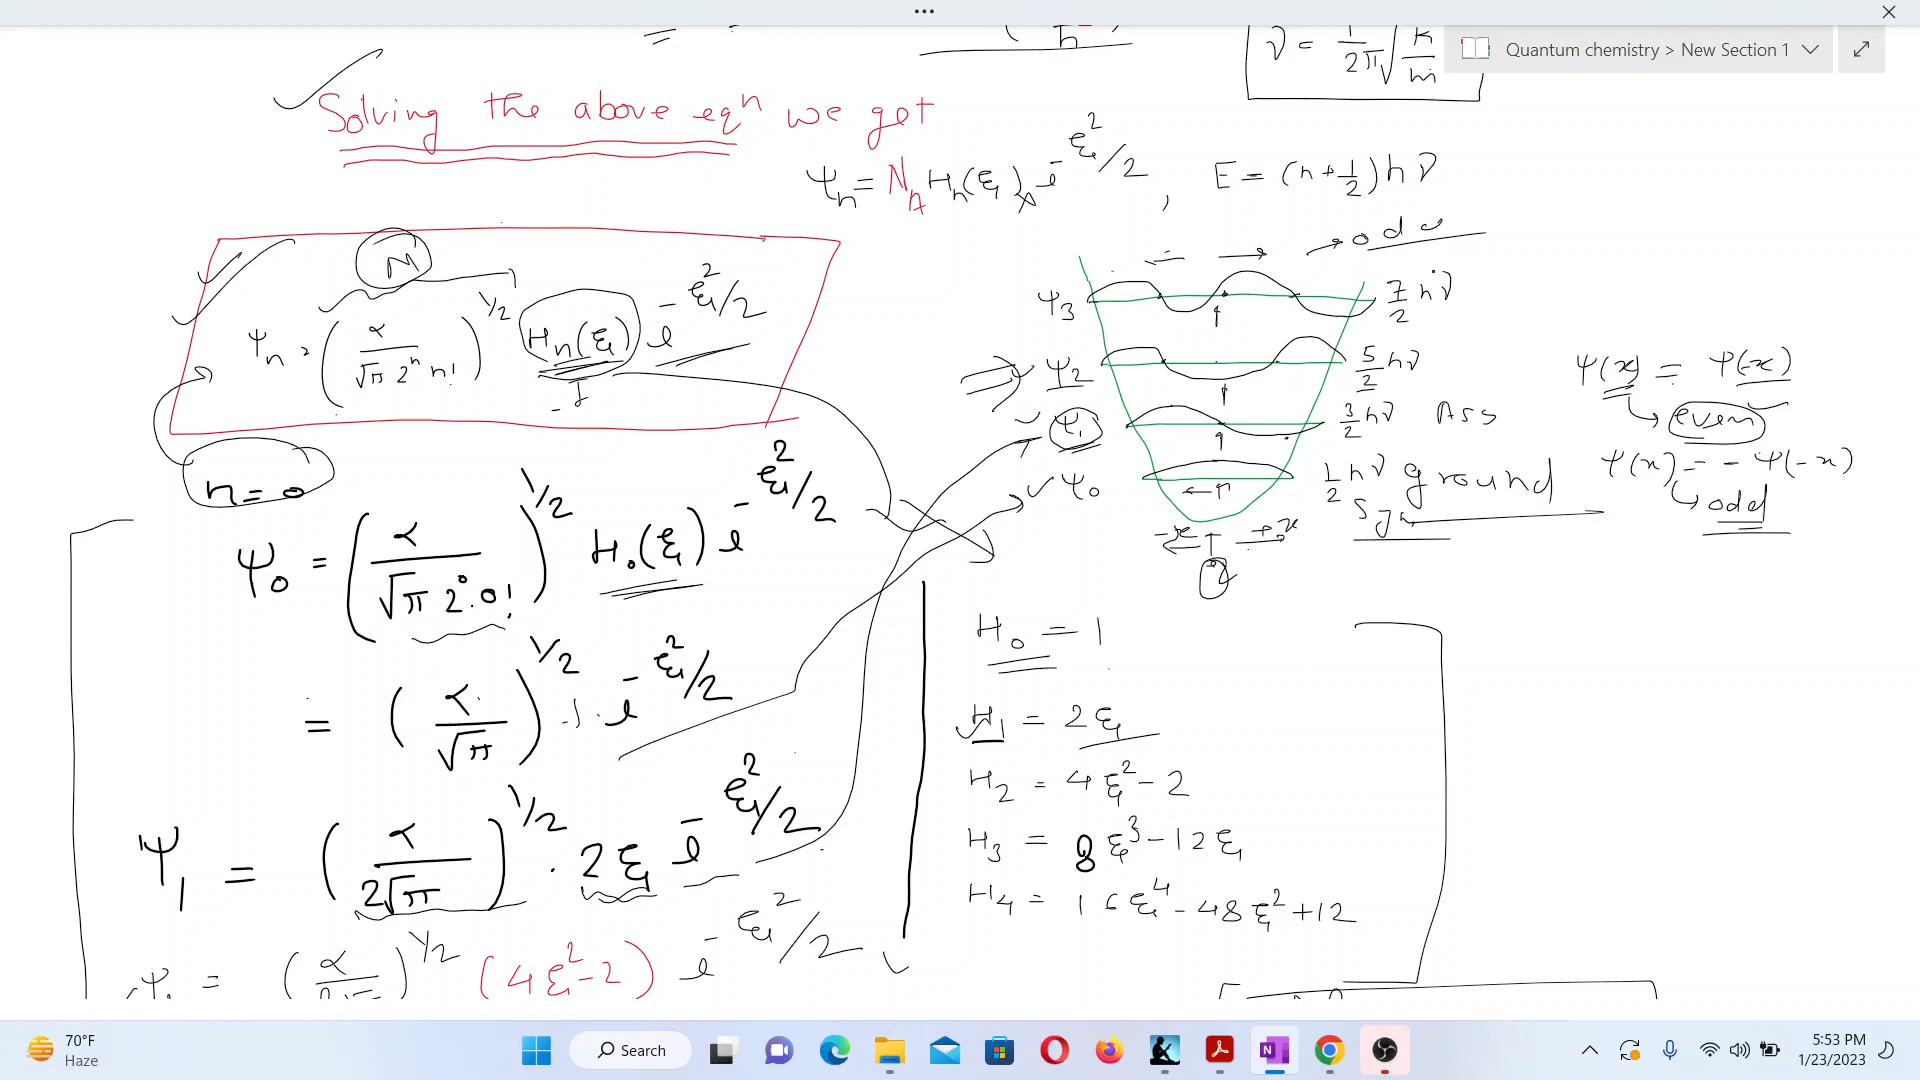 Quantum chemistry > New Section 1
ν = 1/2π √k/m
Solving the above eqⁿ we get
Ψn = N Hn(ξ) e^-ξ²/2 , E = (n+1/2)hν
→ odd
N
Ψn = (α/√π 2ⁿ n!)^1/2 Hn(ξ) e^-ξ²/2
Ψ3 7/2 hν
Ψ2 5/2 hν
Ψ1 3/2 hν
Ψ0 1/2 hν ground
-x +x
Ψ(x) = Ψ(-x)
even
Ψ(x) = -Ψ(-x)
odd
n = 0
Ψ0 = (α/√π 2⁰.0!)^1/2 H0(ξ) e^-ξ²/2
= (α/√π)^1/2 .1. e^-ξ²/2
Ψ1 = (α/2√π)^1/2 . 2ξ e^-ξ²/2
= (α/)^1/2 (4ξ²-2) e^-ξ²/2
H0 = 1
H1 = 2ξ
H2 = 4ξ² - 2
H3 = 8ξ³ - 12ξ
H4 = 16ξ⁴ - 48ξ² + 12
70°F
Haze
Search
5:53 PM
1/23/2023